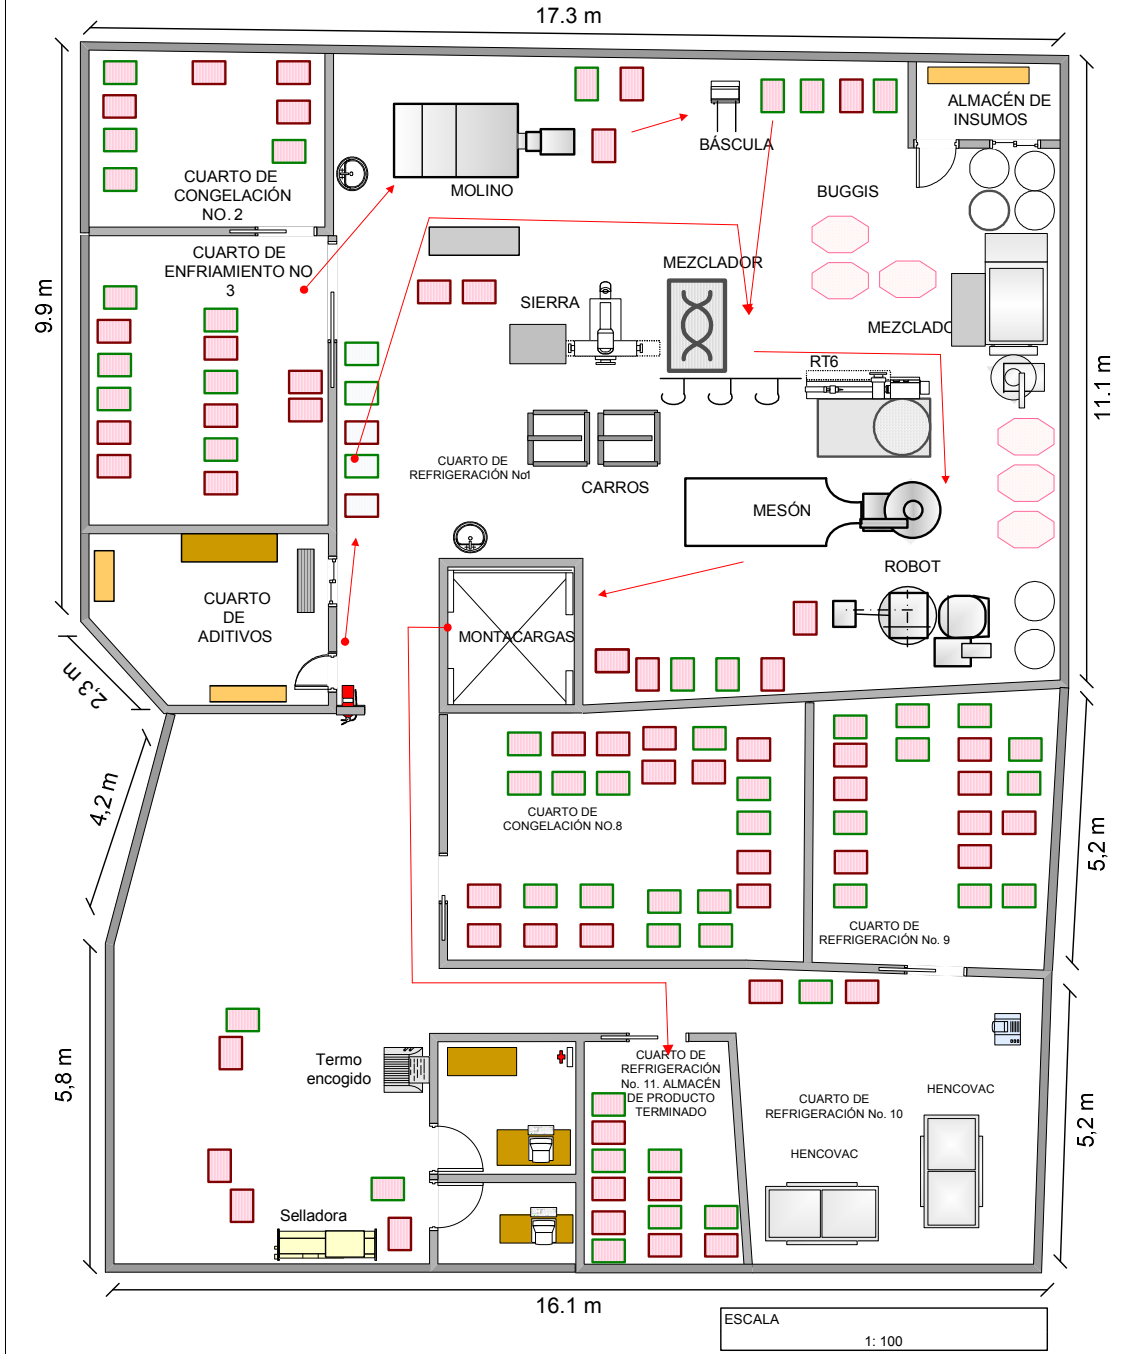 17.3 m
ALMACÉN DE
INSUMOS
BÁSCULA
MOLINO
CUARTO DE
CONGELACIÓN
NO. 2
BUGGIS
CUARTO DE
ENFRIAMIENTO NO
3
MEZCLADOR
SIERRA
9.9 m
MEZCLADO
RT6
11.1 m
CUARTO DE
REFRIGERACIÓN No1
CARROS
MESÓN
ROBOT
CUARTO
DE
ADITIVOS
MONTACARGAS
2,3 m
4,2 m
CUARTO DE
CONGELACIÓN NO.8
5,2 m
CUARTO DE
REFRIGERACIÓN No. 9
5,8 m
Termo
encogido
CUARTO DE
REFRIGERACIÓN
No. 11. ALMACÉN
DE PRODUCTO
TERMINADO
HENCOVAC
CUARTO DE
REFRIGERACIÓN No. 10
5,2 m
HENCOVAC
Selladora
16.1 m
ESCALA
1: 100